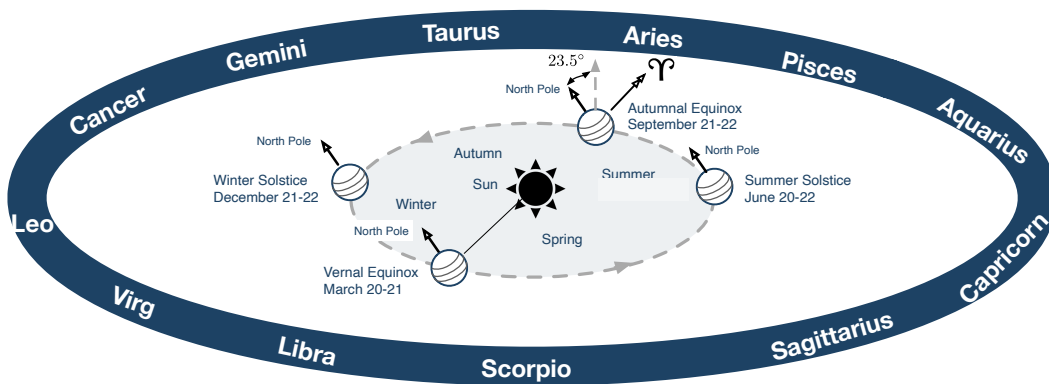 Taurus
Aries
Gemini
Pisces
23.5°
♈
North Pole
Cancer
Autumnal Equinox
September 21-22
Aquarius
North Pole
Autumn
North Pole
Winter Solstice
December 21-22
Sun
Summer
Summer Solstice
June 20-22
Winter
Leo
North Pole
Spring
Capricorn
Vernal Equinox
March 20-21
Virg
Libra
Scorpio
Sagittarius